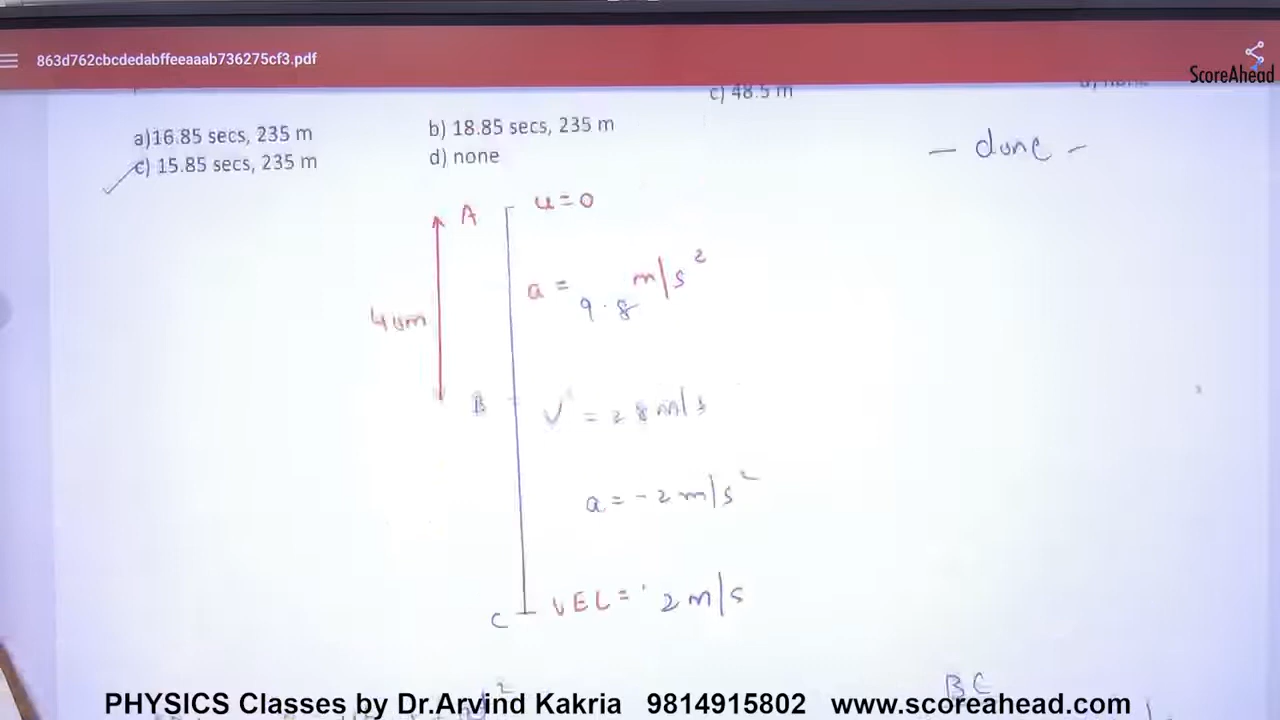 863d762cbcdedabffeeaaab736275cf3.pdf
ScoreAhead
c) 48.5 m
a)16.85 secs, 235 m
b) 18.85 secs, 235 m
c) 15.85 secs, 235 m
d) none
- done -
A
u = 0
a = 9.8 m/s²
40m
B
V = 28 m/s
a = -2 m/s²
C
VEL = 2 m/s
BC
PHYSICS Classes by Dr.Arvind Kakria 9814915802 www.scoreahead.com